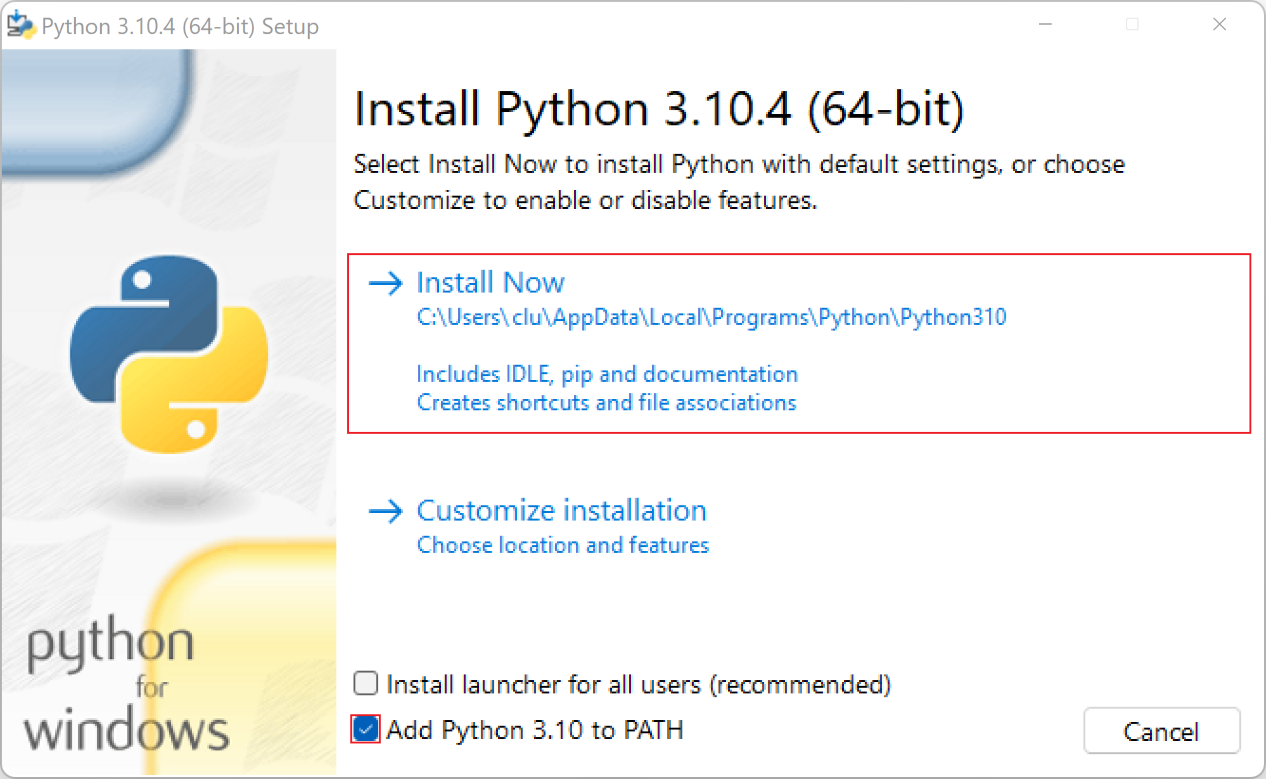 Python 3.10.4 (64-bit) Setup
Install Python 3.10.4 (64-bit)
Select Install Now to install Python with default settings, or choose
Customize to enable or disable features.
Install Now
C:\Users\clu\AppData\Local\Programs\Python\Python310
Includes IDLE, pip and documentation
Creates shortcuts and file associations
Customize installation
Choose location and features
python
for
windows
Install launcher for all users (recommended)
Add Python 3.10 to PATH
Cancel